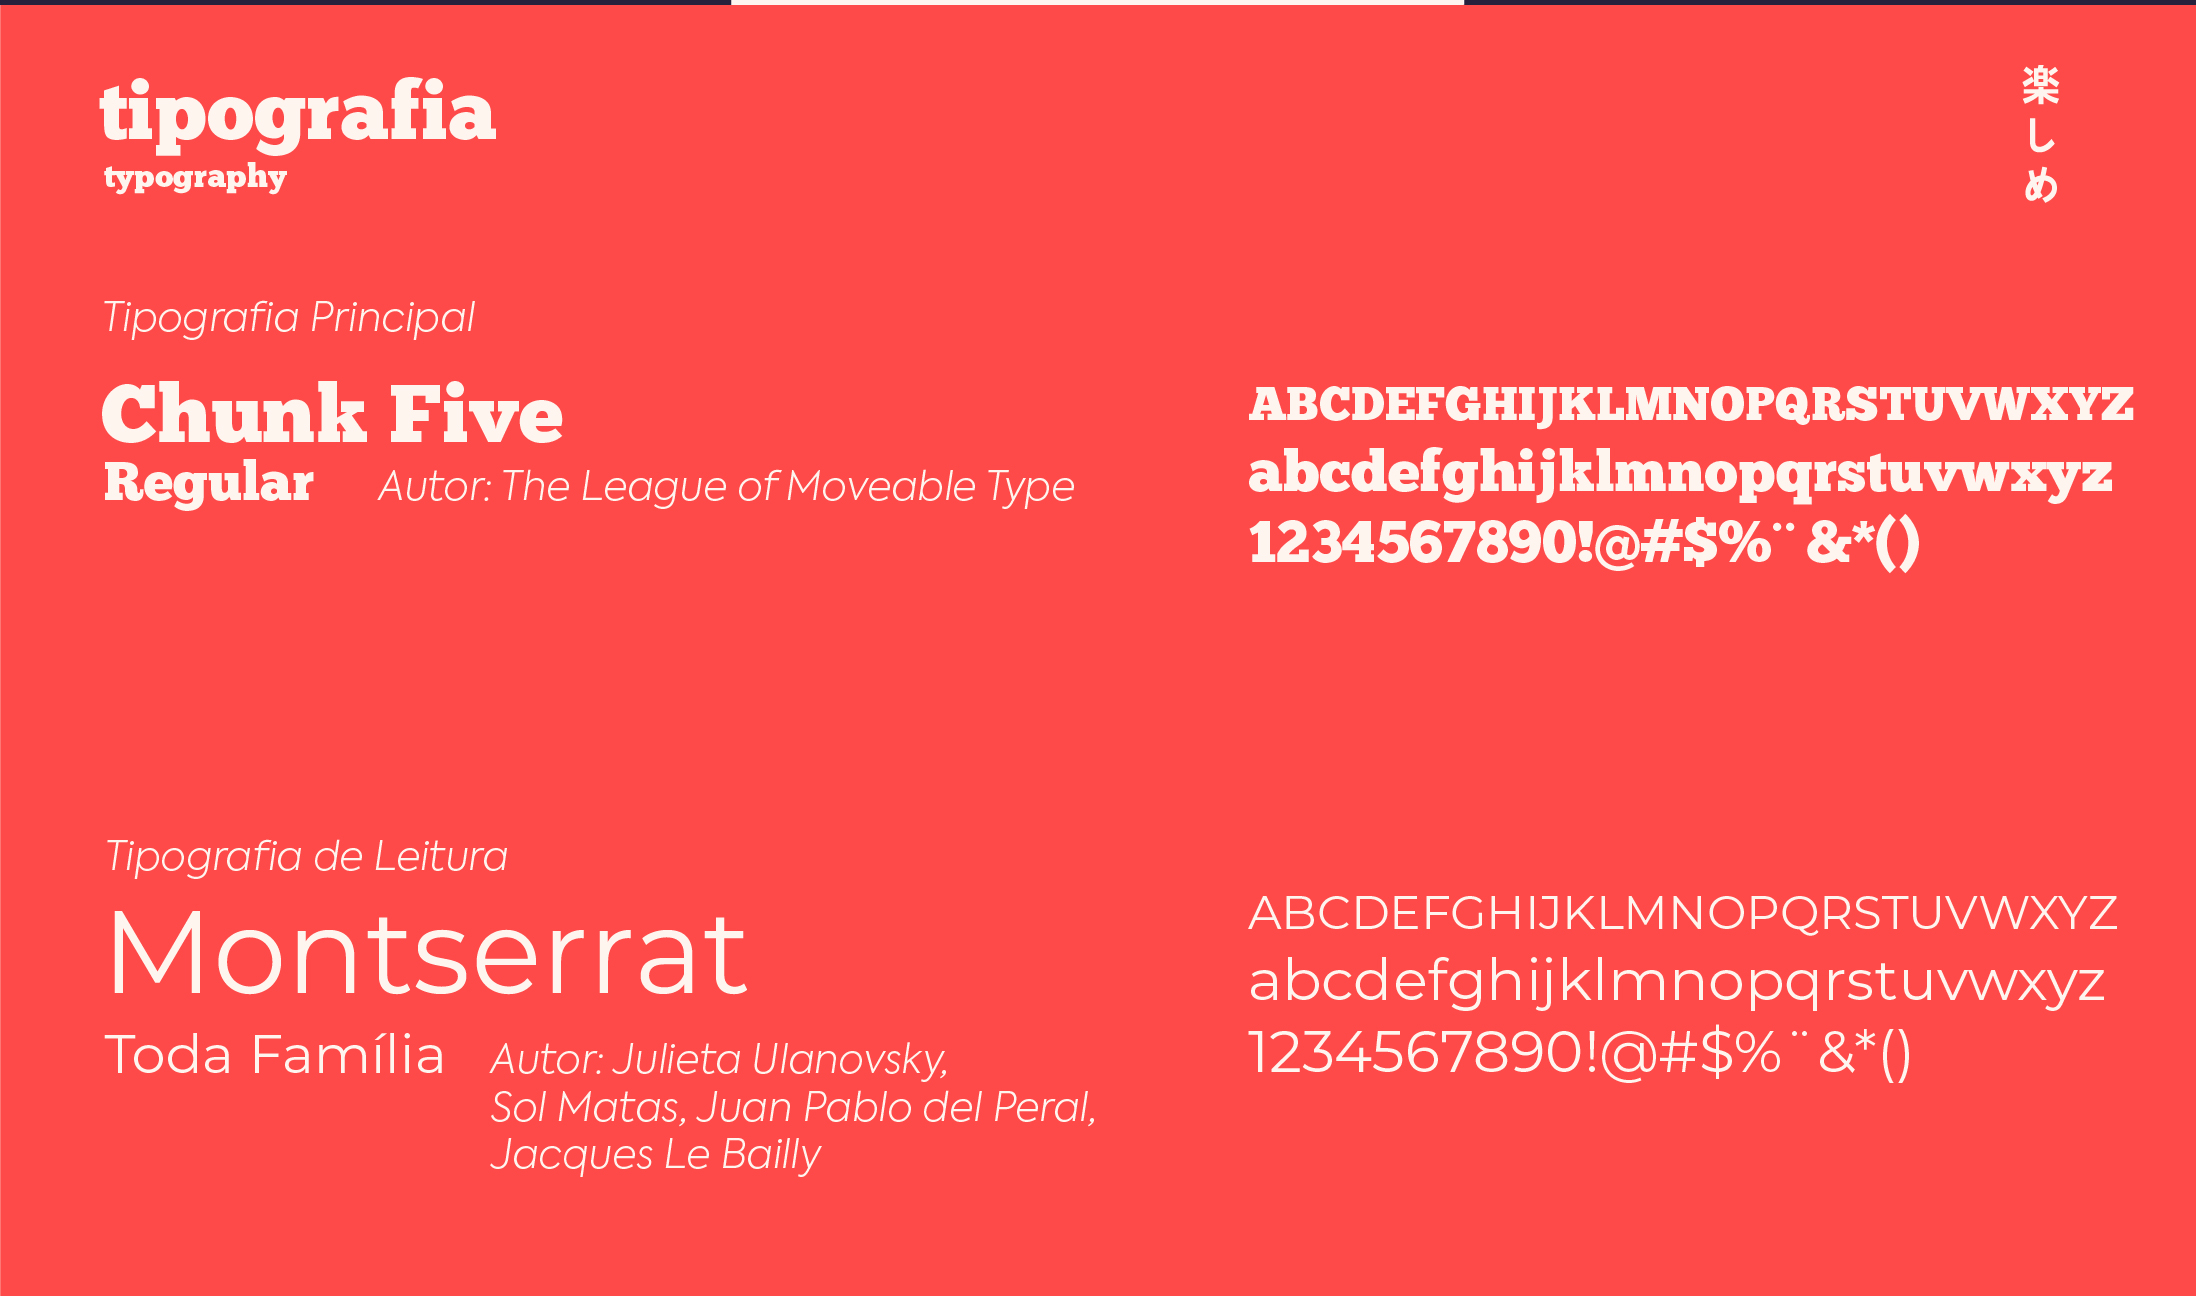 tipografia
typography
楽しめ
Tipografia Principal
Chunk Five
Regular
Autor: The League of Moveable Type
ABCDEFGHIJKLMNOPQRSTUVWXYZ
abcdefghijklmnopqrstuvwxyz
1234567890!@#$%¨&*()
Tipografia de Leitura
Montserrat
Toda Família
Autor: Julieta Ulanovsky,
Sol Matas, Juan Pablo del Peral,
Jacques Le Bailly
ABCDEFGHIJKLMNOPQRSTUVWXYZ
abcdefghijklmnopqrstuvwxyz
1234567890!@#$%¨&*()